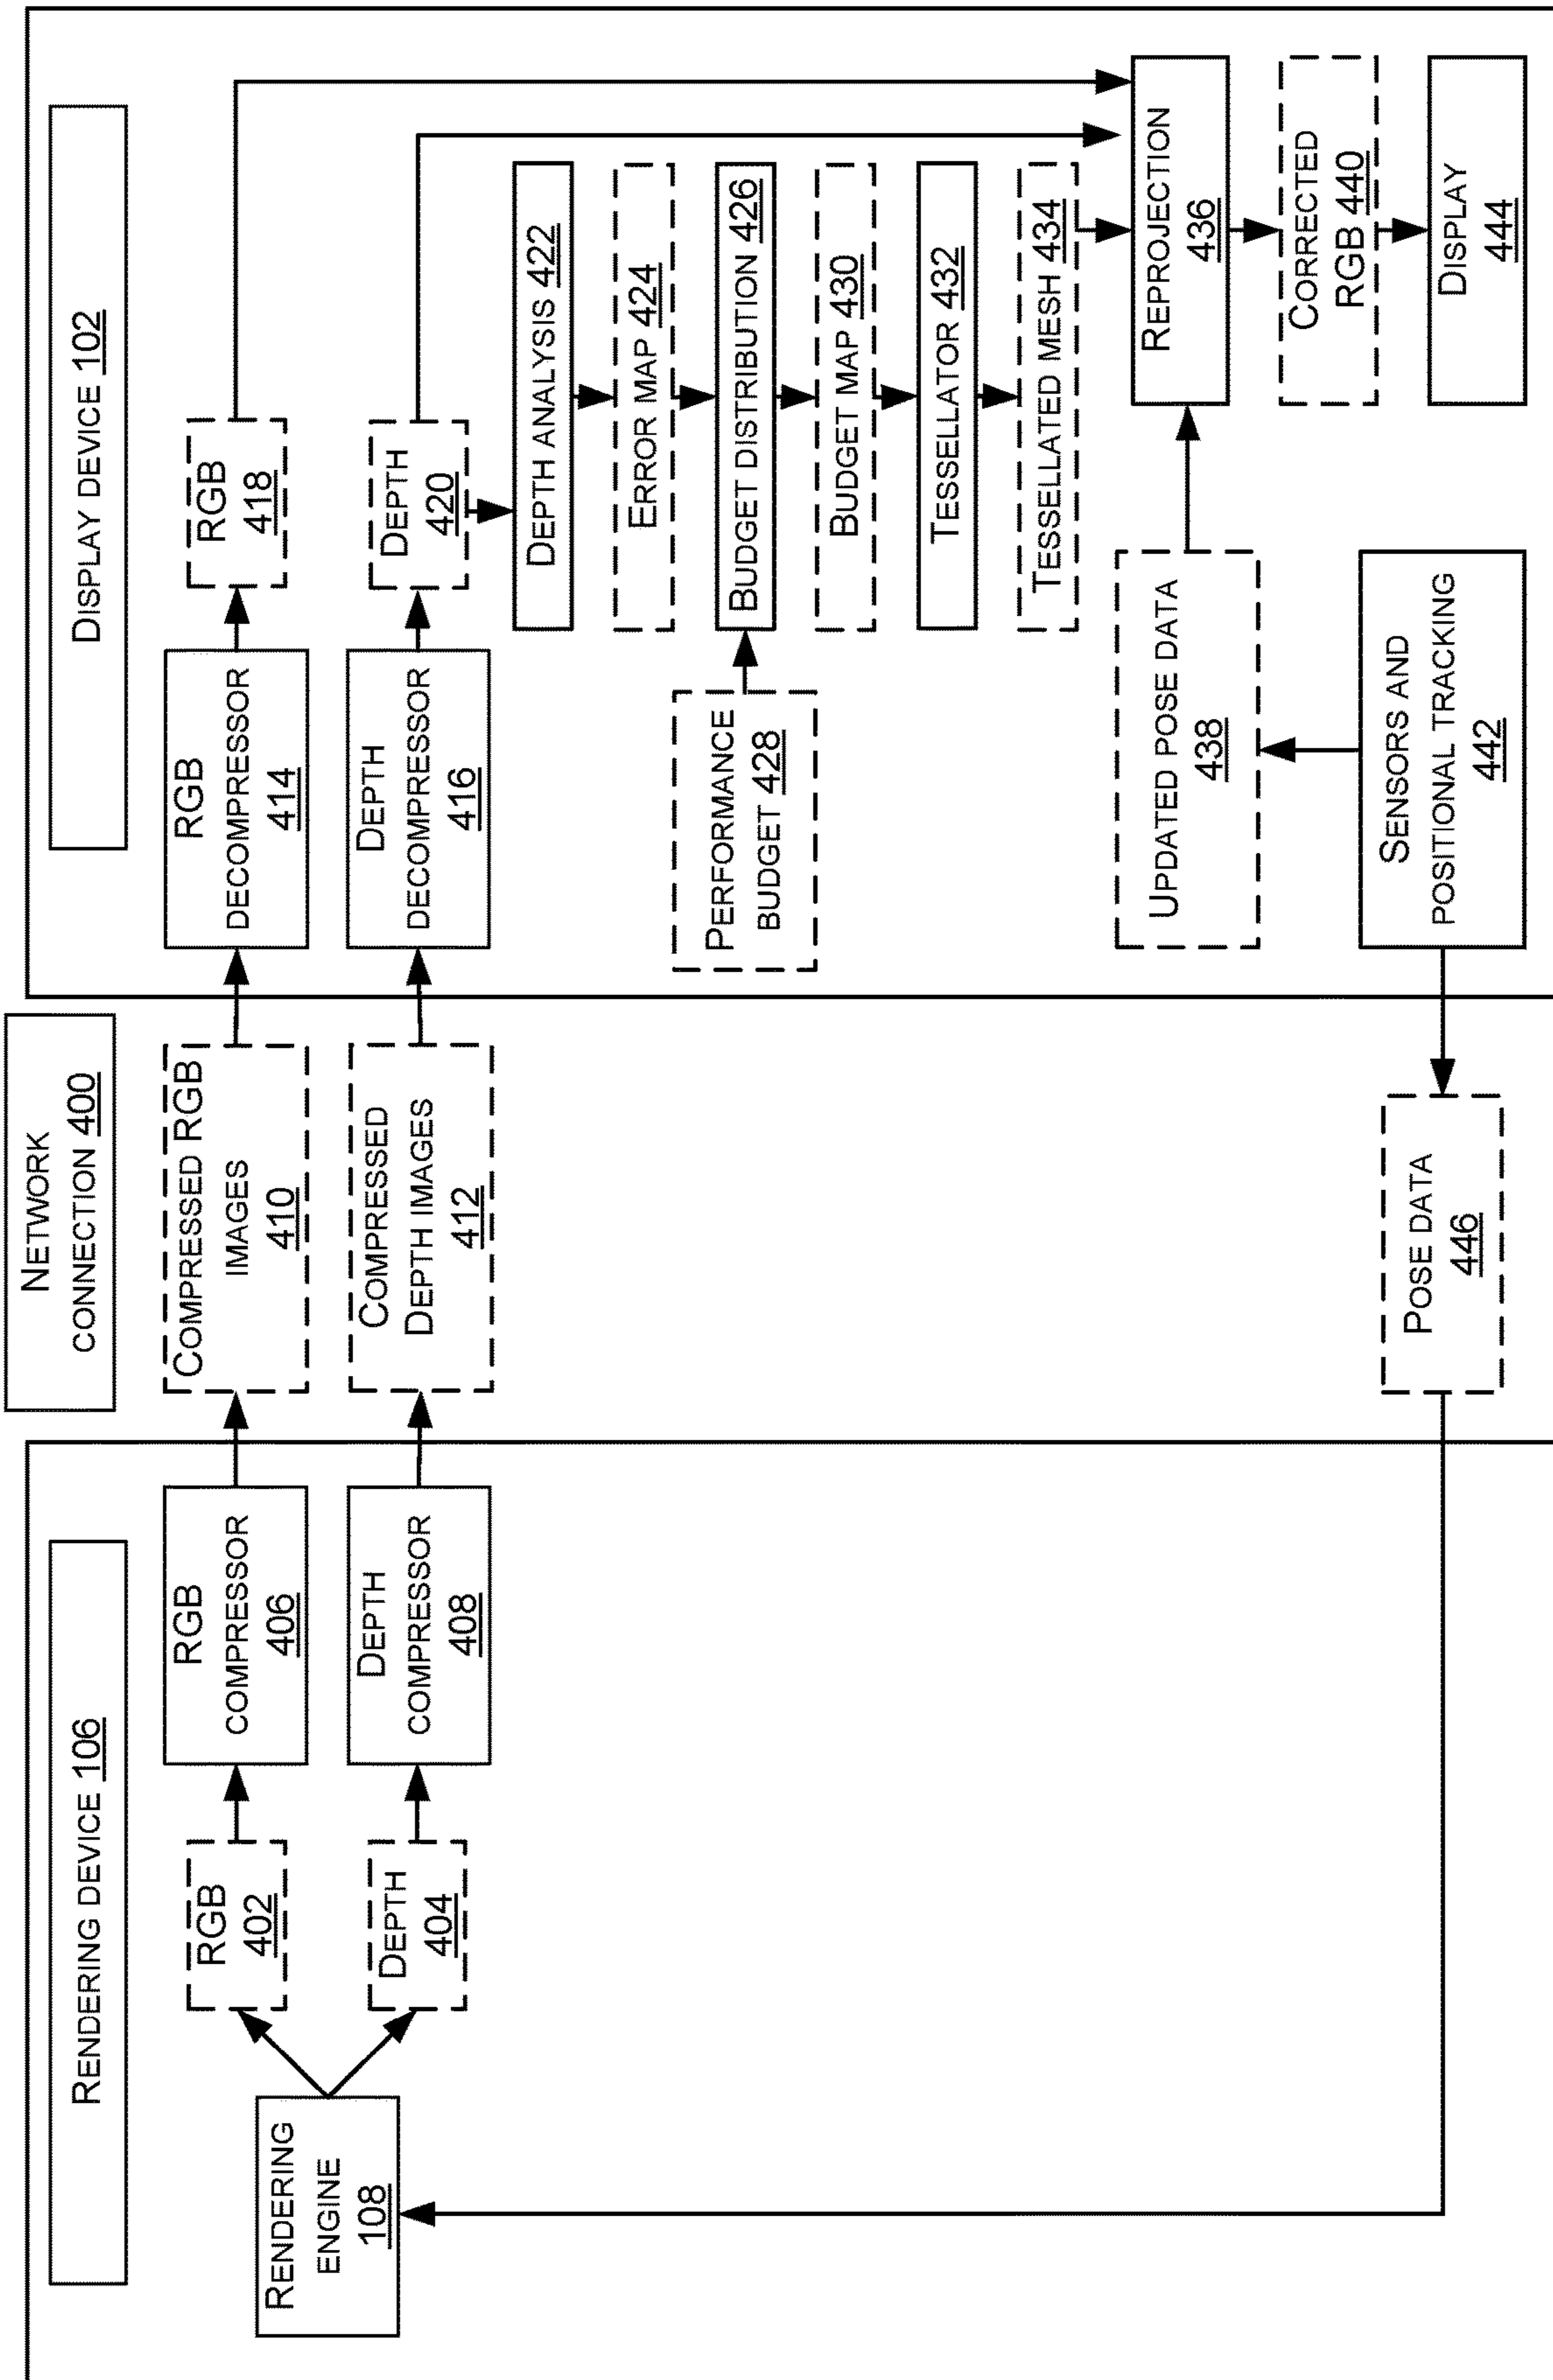 RENDERING DEVICE 106
RENDERING
ENGINE
108
RGB
402
DEPTH
404
RGB
COMPRESSOR
406
DEPTH
COMPRESSOR
408
NETWORK
CONNECTION 400
COMPRESSED RGB
IMAGES
410
COMPRESSED
DEPTH IMAGES
412
POSE DATA
446
DISPLAY DEVICE 102
RGB
DECOMPRESSOR
414
DEPTH
DECOMPRESSOR
416
RGB
418
DEPTH
420
DEPTH ANALYSIS 422
ERROR MAP 424
PERFORMANCE
BUDGET 428
BUDGET DISTRIBUTION 426
BUDGET MAP 430
TESSELLATOR 432
TESSELLATED MESH 434
UPDATED POSE DATA
438
REPROJECTION
436
CORRECTED
RGB 440
SENSORS AND
POSITIONAL TRACKING
442
DISPLAY
444